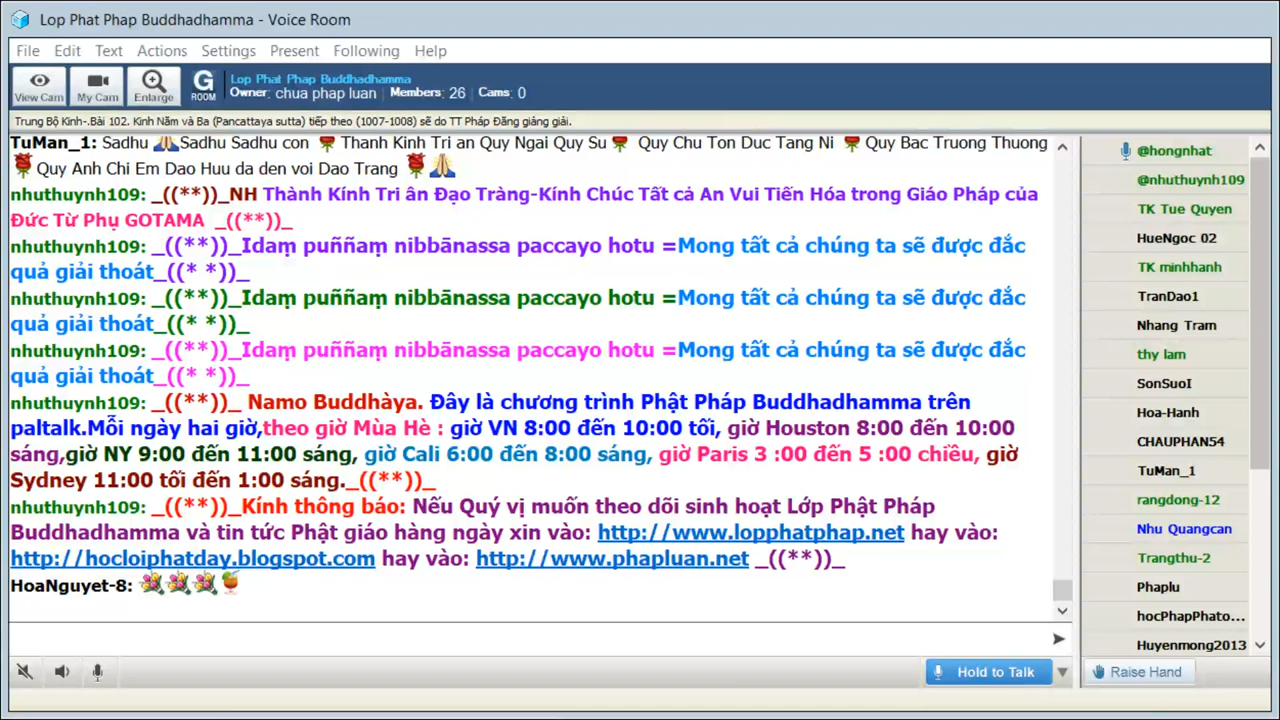 Lop Phat Phap Buddhadhamma - Voice Room
File Edit Text Actions Settings Present Following Help
View Cam My Cam Enlarge G ROOM
Lop Phat Phap Buddhadhamma
Owner: chua phap luan Members: 26 Cams: 0
Trung Bộ Kinh-.Bài 102. Kinh Năm và Ba (Pancattaya sutta) tiếp theo (1007-1008) sẽ do TT Pháp Đăng giảng giải.
TuMan_1: Sadhu 🙏Sadhu Sadhu con 🌹Thanh Kinh Tri an Quy Ngai Quy Su🌹 Quy Chu Ton Duc Tang Ni 🌹Quy Bac Truong Thuong
🌹Quy Anh Chi Em Dao Huu da den voi Dao Trang 🌹🙏
nhuthuynh109: _((**))_NH Thành Kính Tri ân Đạo Tràng-Kính Chúc Tất cả An Vui Tiến Hóa trong Giáo Pháp của
Đức Từ Phụ GOTAMA _((**))_
nhuthuynh109: _((**))_Idaṃ puññaṃ nibbānassa paccayo hotu =Mong tất cả chúng ta sẽ được đắc
quả giải thoát_((* *))_
nhuthuynh109: _((**))_Idaṃ puññaṃ nibbānassa paccayo hotu =Mong tất cả chúng ta sẽ được đắc
quả giải thoát_((* *))_
nhuthuynh109: _((**))_Idaṃ puññaṃ nibbānassa paccayo hotu =Mong tất cả chúng ta sẽ được đắc
quả giải thoát_((* *))_
nhuthuynh109: _((**))_ Namo Buddhàya. Đây là chương trình Phật Pháp Buddhadhamma trên
paltalk.Mỗi ngày hai giờ,theo giờ Mùa Hè : giờ VN 8:00 đến 10:00 tối, giờ Houston 8:00 đến 10:00
sáng,giờ NY 9:00 đến 11:00 sáng, giờ Cali 6:00 đến 8:00 sáng, giờ Paris 3 :00 đến 5 :00 chiều, giờ
Sydney 11:00 tối đến 1:00 sáng._((**))_
nhuthuynh109: _((**))_Kính thông báo: Nếu Quý vị muốn theo dõi sinh hoạt Lớp Phật Pháp
Buddhadhamma và tin tức Phật giáo hàng ngày xin vào: http://www.lopphatphap.net hay vào:
http://hocloiphatday.blogspot.com hay vào: http://www.phapluan.net _((**))_
HoaNguyet-8: 💐💐💐🍹
Hold to Talk
@hongnhat
@nhuthuynh109
TK Tue Quyen
HueNgoc 02
TK minhhanh
TranDao1
Nhang Tram
thy lam
SonSuoI
Hoa-Hanh
CHAUPHAN54
TuMan_1
rangdong-12
Nhu Quangcan
Trangthu-2
Phaplu
hocPhapPhato...
Huyenmong2013
Raise Hand